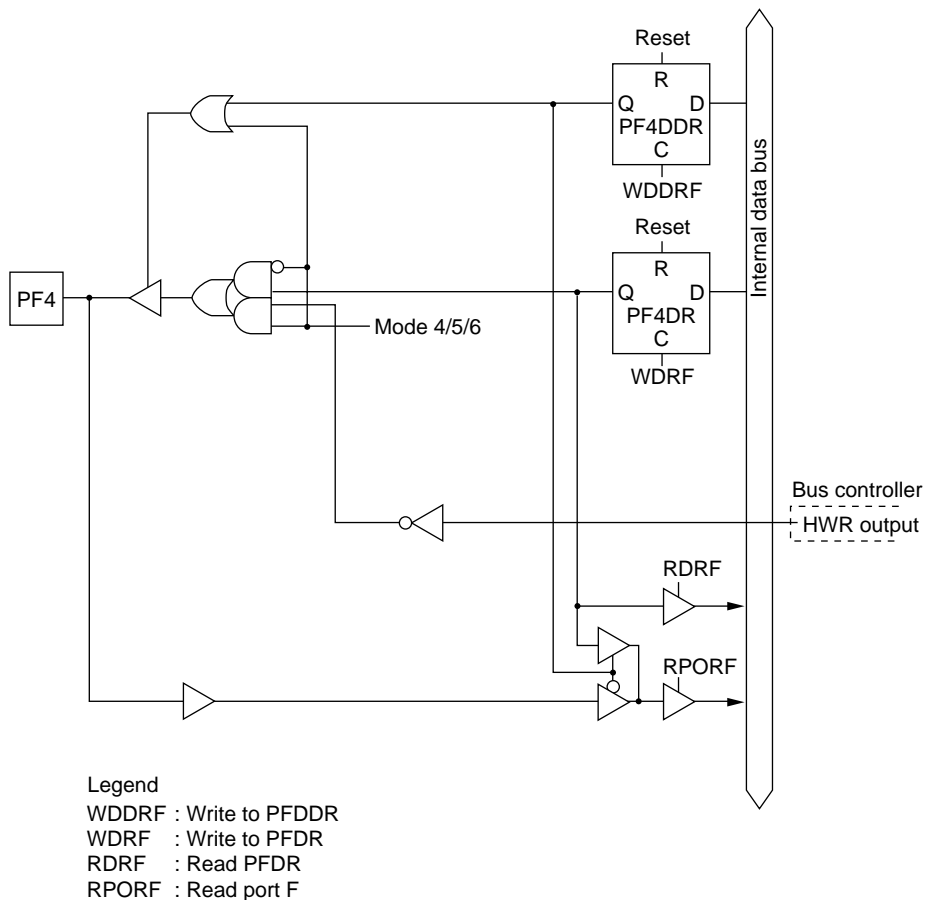 Reset
R
Q D
PF4DDR
C
WDDRF
Reset
R
Q D
PF4DR
C
WDRF
Internal data bus
PF4
Mode 4/5/6
Bus controller
HWR output
RDRF
RPORF
Legend
WDDRF : Write to PFDDR
WDRF : Write to PFDR
RDRF : Read PFDR
RPORF : Read port F